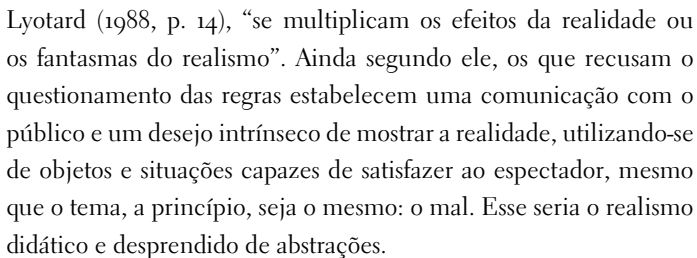 Lyotard (1988, p. 14), “se multiplicam os efeitos da realidade ou
os fantasmas do realismo”. Ainda segundo ele, os que recusam o
questionamento das regras estabelecem uma comunicação com o
público e um desejo intrínseco de mostrar a realidade, utilizando-se
de objetos e situações capazes de satisfazer ao espectador, mesmo
que o tema, a princípio, seja o mesmo: o mal. Esse seria o realismo
didático e desprendido de abstrações.